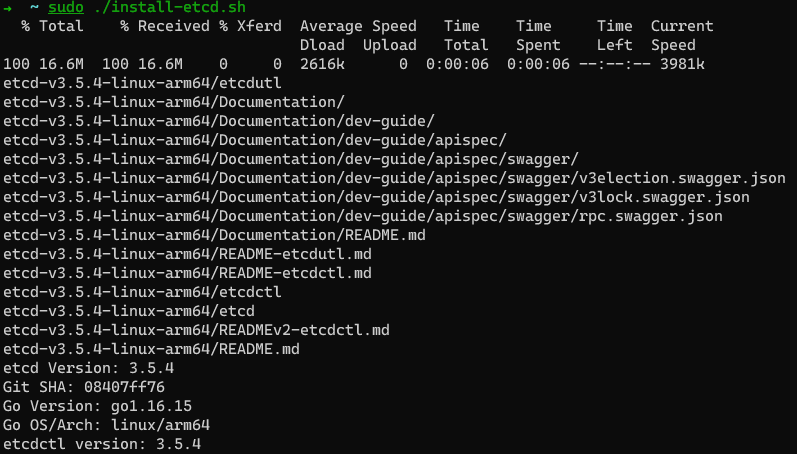 → ~ sudo ./install-etcd.sh
% Total % Received % Xferd Average Speed Time Time Time Current
Dload Upload Total Spent Left Speed
100 16.6M 100 16.6M 0 0 2616k 0 0:00:06 0:00:06 --:--:-- 3981k
etcd-v3.5.4-linux-arm64/etcdutl
etcd-v3.5.4-linux-arm64/Documentation/
etcd-v3.5.4-linux-arm64/Documentation/dev-guide/
etcd-v3.5.4-linux-arm64/Documentation/dev-guide/apispec/
etcd-v3.5.4-linux-arm64/Documentation/dev-guide/apispec/swagger/
etcd-v3.5.4-linux-arm64/Documentation/dev-guide/apispec/swagger/v3election.swagger.json
etcd-v3.5.4-linux-arm64/Documentation/dev-guide/apispec/swagger/v3lock.swagger.json
etcd-v3.5.4-linux-arm64/Documentation/dev-guide/apispec/swagger/rpc.swagger.json
etcd-v3.5.4-linux-arm64/Documentation/README.md
etcd-v3.5.4-linux-arm64/README-etcdutl.md
etcd-v3.5.4-linux-arm64/README-etcdctl.md
etcd-v3.5.4-linux-arm64/etcdctl
etcd-v3.5.4-linux-arm64/etcd
etcd-v3.5.4-linux-arm64/READMEv2-etcdctl.md
etcd-v3.5.4-linux-arm64/README.md
etcd Version: 3.5.4
Git SHA: 08407ff76
Go Version: go1.16.15
Go OS/Arch: linux/arm64
etcdctl version: 3.5.4